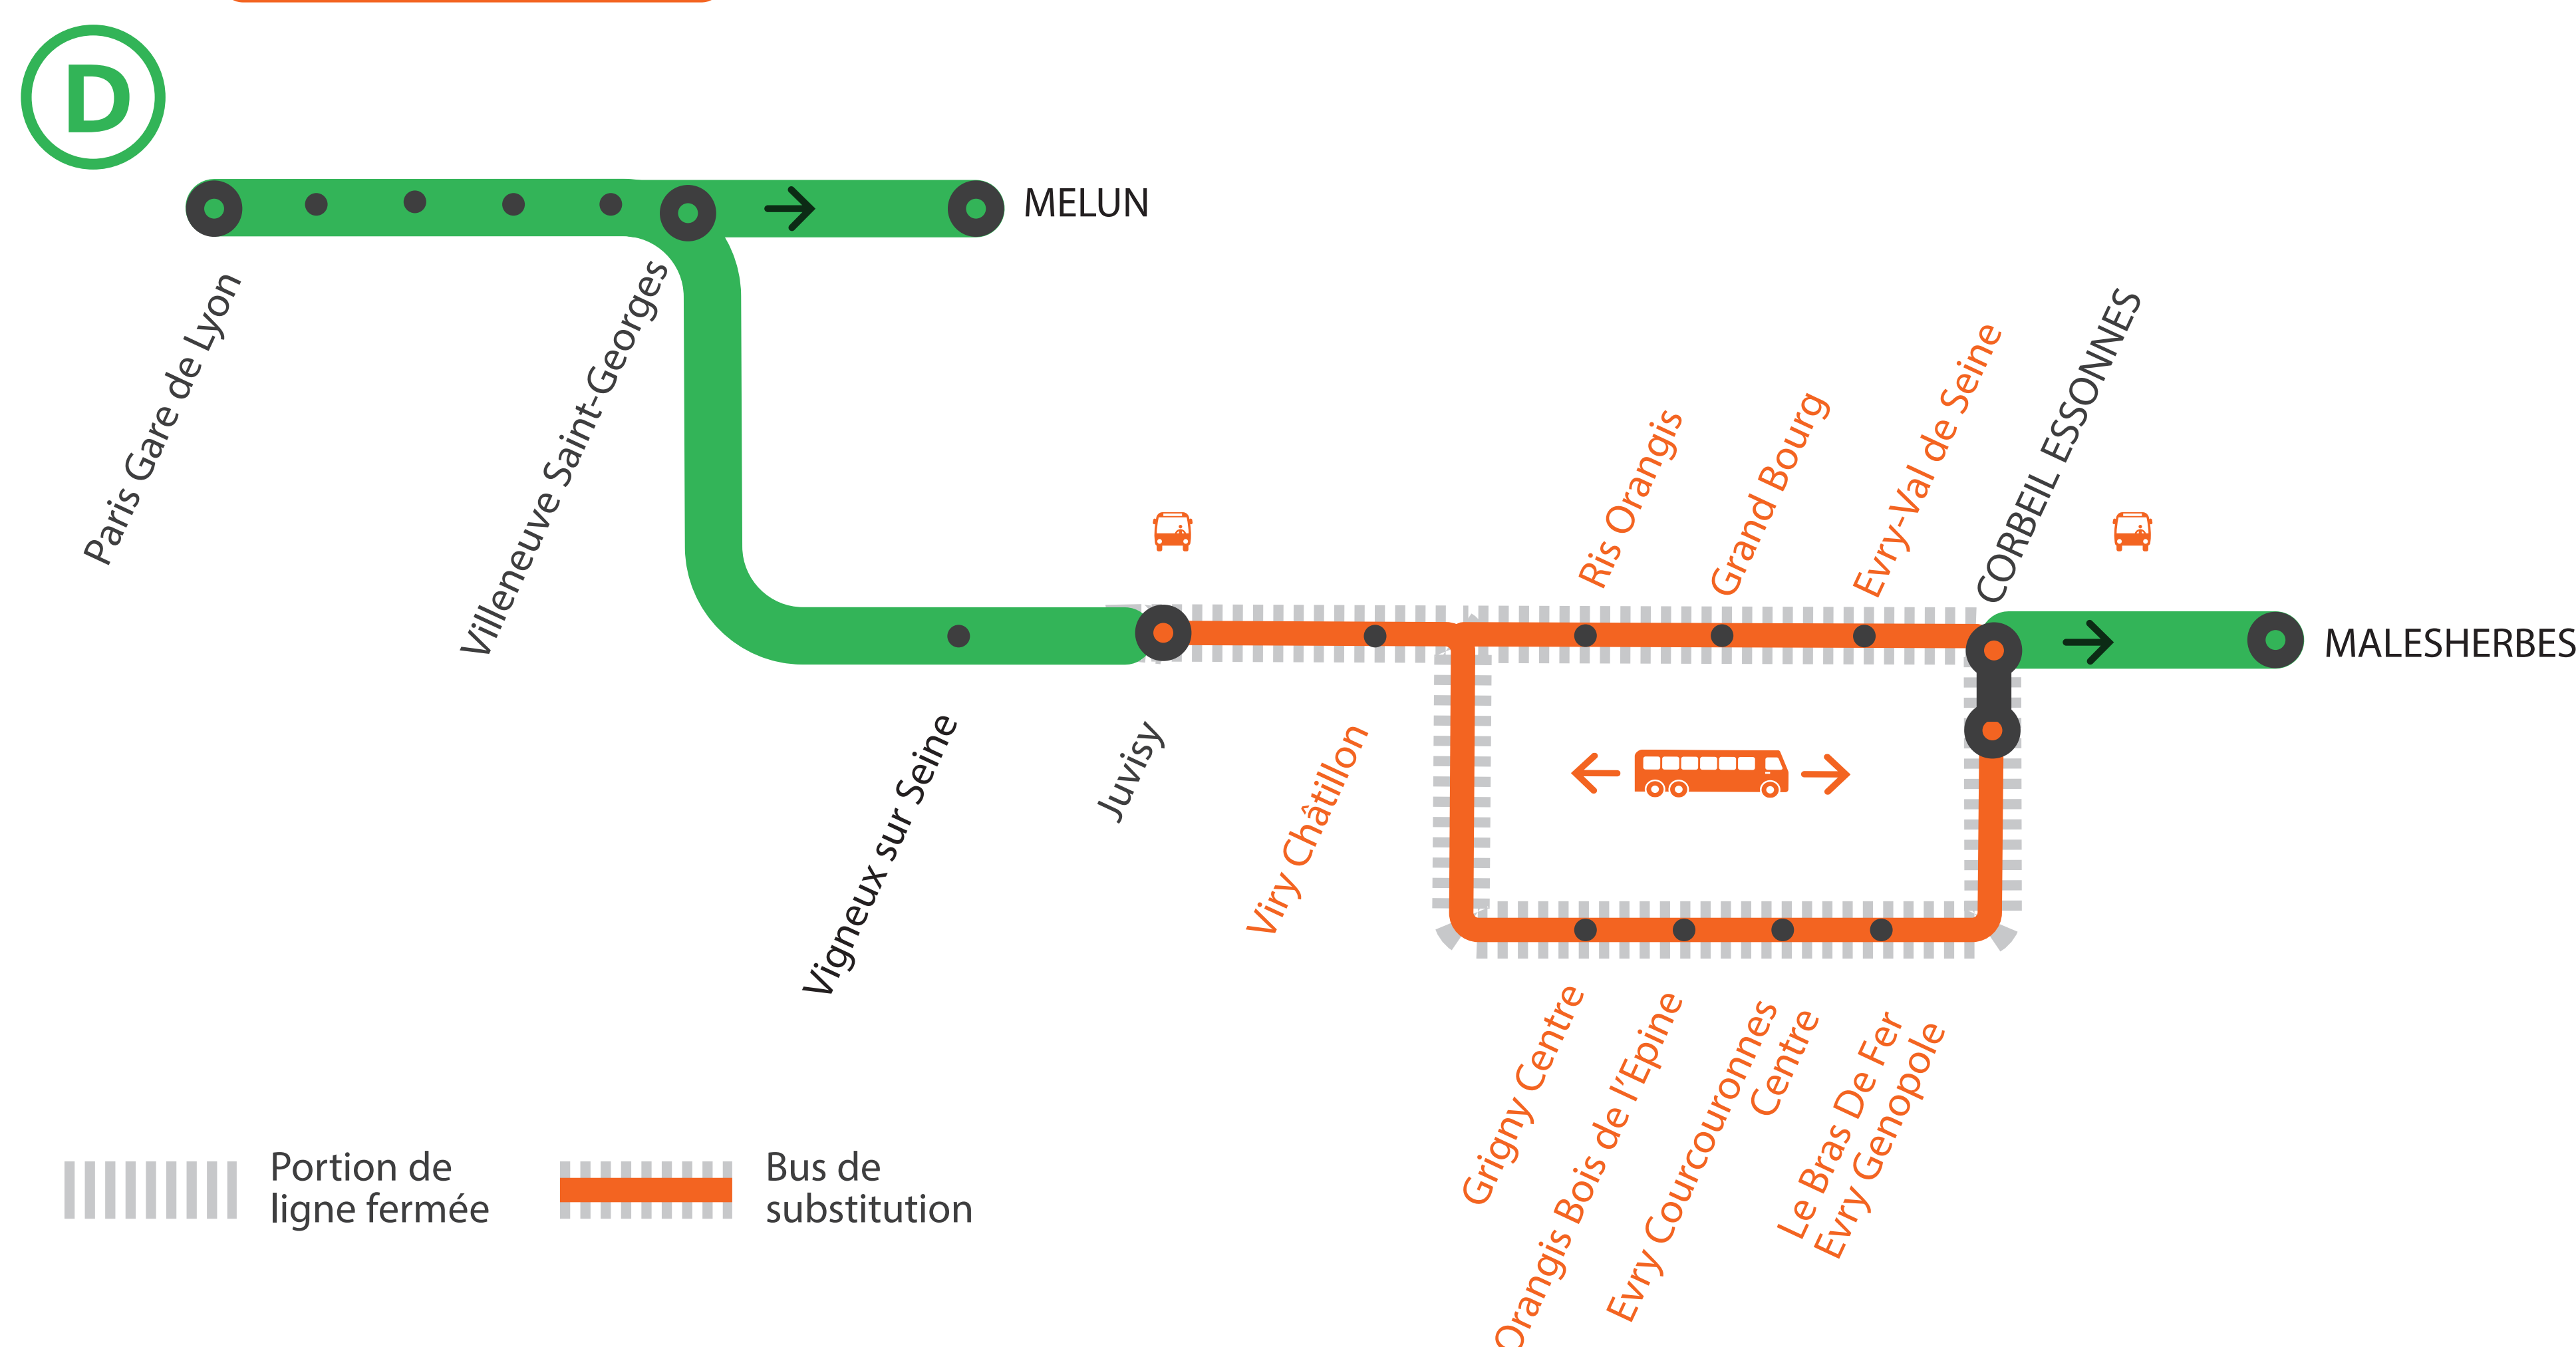 D
MELUN
Paris Gare de Lyon
Villeneuve Saint-Georges
Vigneux sur Seine
Juvisy
Viry Châtillon
Ris Orangis
Grand Bourg
Evry-Val de Seine
CORBEIL ESSONNES
MALESHERBES
Grigny Centre
Orangis Bois de l'Epine
Evry Courcouronnes
Centre
Le Bras De Fer
Evry Genopole
Portion de
ligne fermée
Bus de
substitution